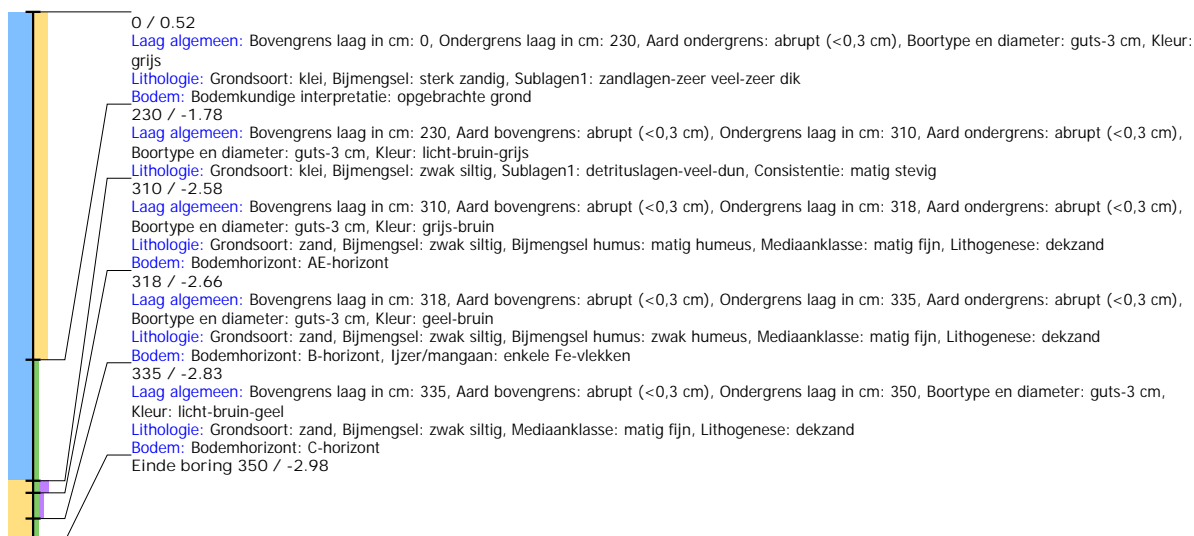 0 / 0.52
Laag algemeen: Bovengrens laag in cm: 0, Ondergrens laag in cm: 230, Aard ondergrens: abrupt (<0,3 cm), Boortype en diameter: guts-3 cm, Kleur:
grijs
Lithologie: Grondsoort: klei, Bijmengsel: sterk zandig, Sublagen1: zandlagen-zeer veel-zeer dik
Bodem: Bodemkundige interpretatie: opgebrachte grond
230 / -1.78
Laag algemeen: Bovengrens laag in cm: 230, Aard bovengrens: abrupt (<0,3 cm), Ondergrens laag in cm: 310, Aard ondergrens: abrupt (<0,3 cm),
Boortype en diameter: guts-3 cm, Kleur: licht-bruin-grijs
Lithologie: Grondsoort: klei, Bijmengsel: zwak siltig, Sublagen1: detrituslagen-veel-dun, Consistentie: matig stevig
310 / -2.58
Laag algemeen: Bovengrens laag in cm: 310, Aard bovengrens: abrupt (<0,3 cm), Ondergrens laag in cm: 318, Aard ondergrens: abrupt (<0,3 cm),
Boortype en diameter: guts-3 cm, Kleur: grijs-bruin
Lithologie: Grondsoort: zand, Bijmengsel: zwak siltig, Bijmengsel humus: matig humeus, Mediaanklasse: matig fijn, Lithogenese: dekzand
Bodem: Bodemhorizont: AE-horizont
318 / -2.66
Laag algemeen: Bovengrens laag in cm: 318, Aard bovengrens: abrupt (<0,3 cm), Ondergrens laag in cm: 335, Aard ondergrens: abrupt (<0,3 cm),
Boortype en diameter: guts-3 cm, Kleur: geel-bruin
Lithologie: Grondsoort: zand, Bijmengsel: zwak siltig, Bijmengsel humus: zwak humeus, Mediaanklasse: matig fijn, Lithogenese: dekzand
Bodem: Bodemhorizont: B-horizont, Ijzer/mangaan: enkele Fe-vlekken
335 / -2.83
Laag algemeen: Bovengrens laag in cm: 335, Aard bovengrens: abrupt (<0,3 cm), Ondergrens laag in cm: 350, Boortype en diameter: guts-3 cm,
Kleur: licht-bruin-geel
Lithologie: Grondsoort: zand, Bijmengsel: zwak siltig, Mediaanklasse: matig fijn, Lithogenese: dekzand
Bodem: Bodemhorizont: C-horizont
Einde boring 350 / -2.98